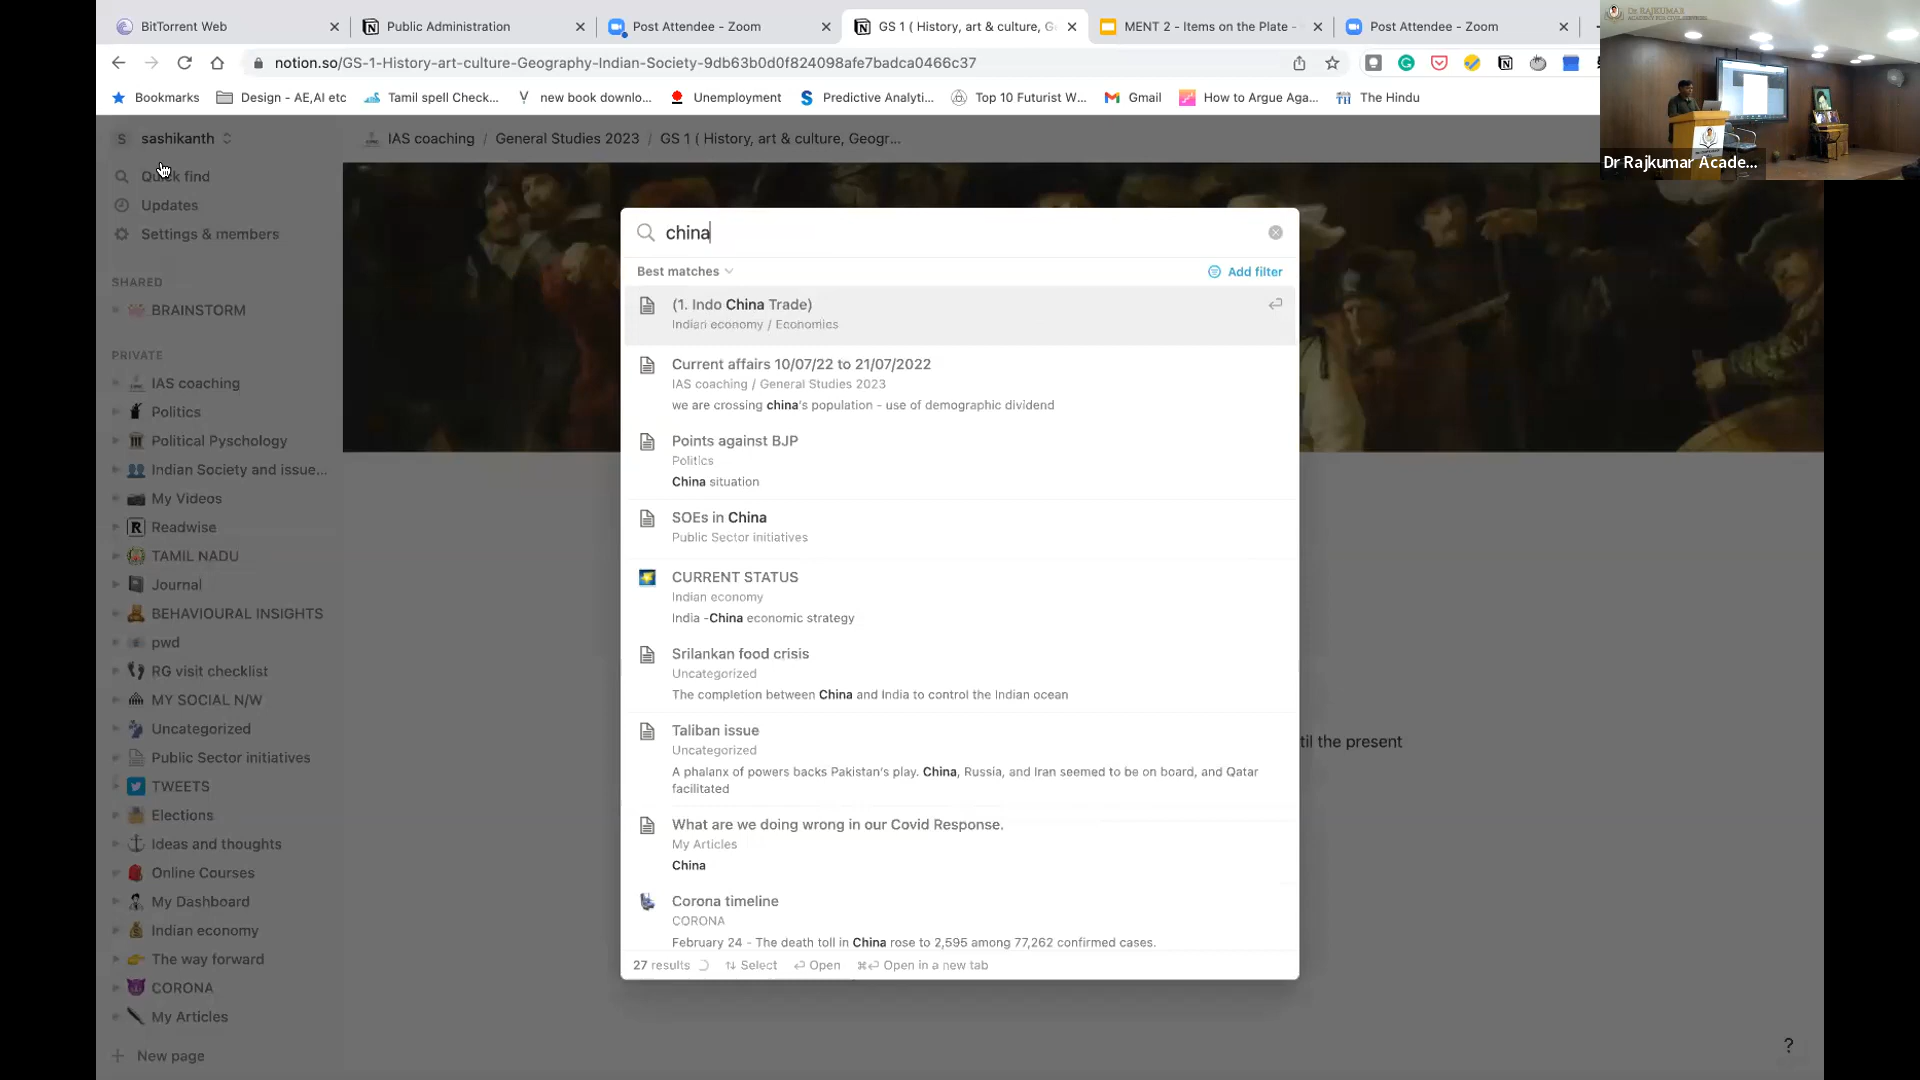 BitTorrent Web
Public Administration
Post Attendee - Zoom
GS 1 ( History, art & culture, G
MENT 2 - Items on the Plate -
Post Attendee - Zoom
notion.so/GS-1-History-art-culture-Geography-Indian-Society-9db63b0d0f824098afe7badca0466c37
Bookmarks
Design - AE,AI etc
Tamil spell Check...
new book downlo...
Unemployment
Predictive Analyti...
Top 10 Futurist W...
Gmail
How to Argue Aga...
The Hindu
Dr Rajkumar Acade...
S sashikanth
IAS coaching / General Studies 2023 / GS 1 ( History, art & culture, Geogr...
Quick find
Updates
Settings & members
SHARED
BRAINSTORM
PRIVATE
IAS coaching
Politics
Political Pyschology
Indian Society and issue...
My Videos
Readwise
TAMIL NADU
Journal
BEHAVIOURAL INSIGHTS
pwd
RG visit checklist
MY SOCIAL N/W
Uncategorized
Public Sector initiatives
TWEETS
Elections
Ideas and thoughts
Online Courses
My Dashboard
Indian economy
The way forward
CORONA
My Articles
New page
china
Best matches
Add filter
(1. Indo China Trade)
Indian economy / Economics
Current affairs 10/07/22 to 21/07/2022
IAS coaching / General Studies 2023
we are crossing china's population - use of demographic dividend
Points against BJP
Politics
China situation
SOEs in China
Public Sector initiatives
CURRENT STATUS
Indian economy
India -China economic strategy
Srilankan food crisis
Uncategorized
The completion between China and India to control the Indian ocean
Taliban issue
Uncategorized
A phalanx of powers backs Pakistan's play. China, Russia, and Iran seemed to be on board, and Qatar
facilitated
What are we doing wrong in our Covid Response.
My Articles
China
Corona timeline
CORONA
February 24 - The death toll in China rose to 2,595 among 77,262 confirmed cases.
27 results
Select
Open
Open in a new tab
til the present
?